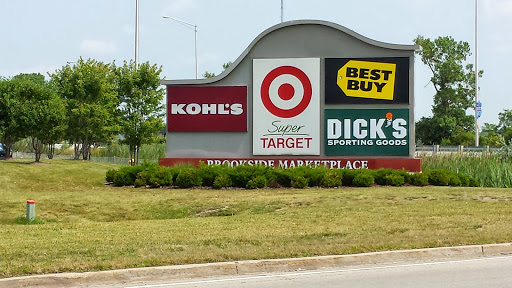 KOHL'S
Super
TARGET
BEST
BUY
DICK'S
SPORTING GOODS
BROOKSIDE MARKETPLACE